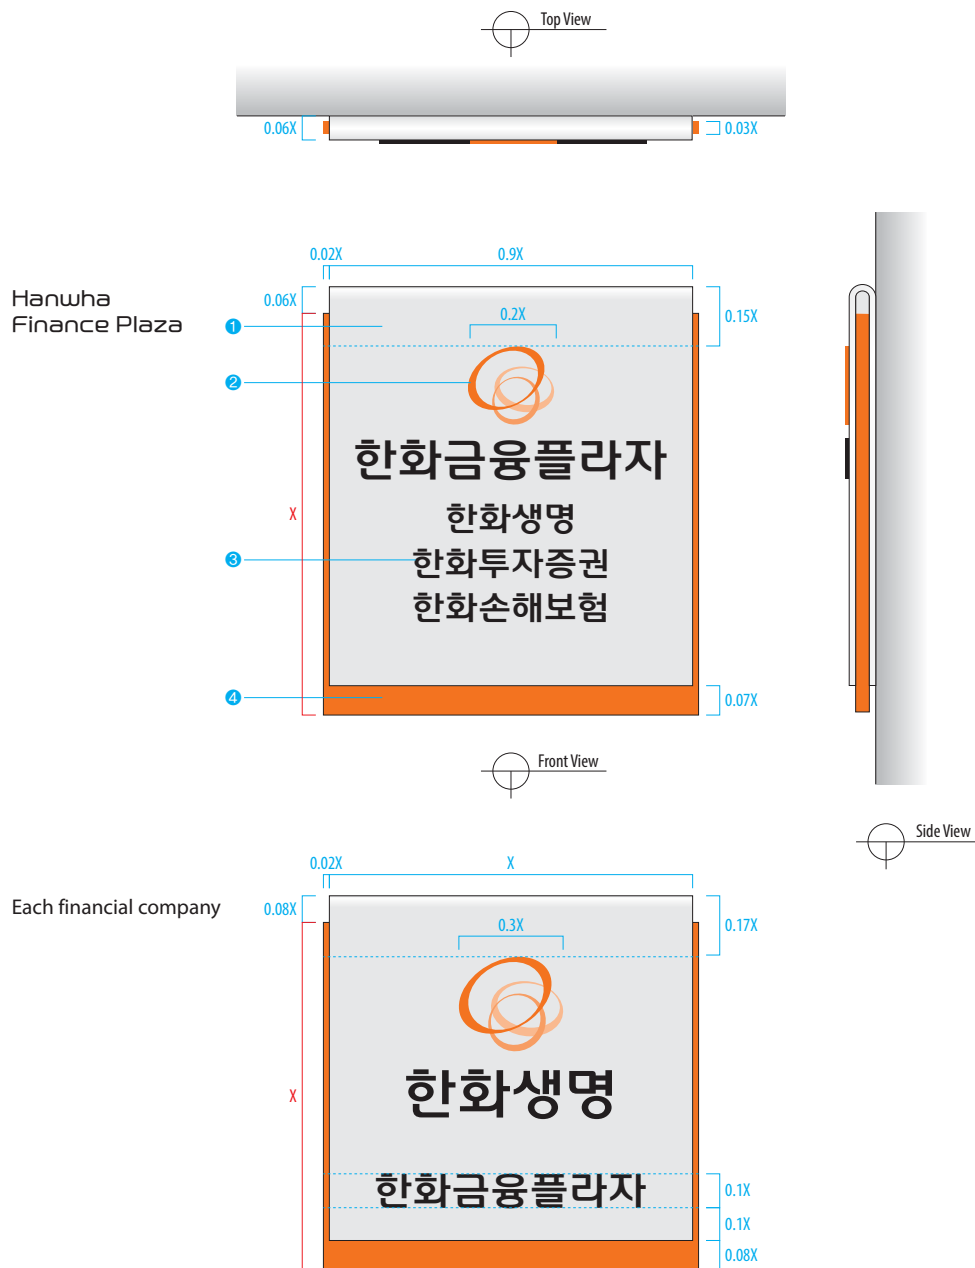 Top View
0.06X
0.03X
0.02X
0.9X
Hanwha
Finance Plaza
0.06X
0.15X
0.2X
1
2
한화금융플라자
한화생명
X
3
한화투자증권
한화손해보험
4
0.07X
Front View
Side View
0.02X
X
Each financial company
0.08X
0.17X
0.3X
X
한화생명
한화금융플라자
0.1X
0.1X
0.08X